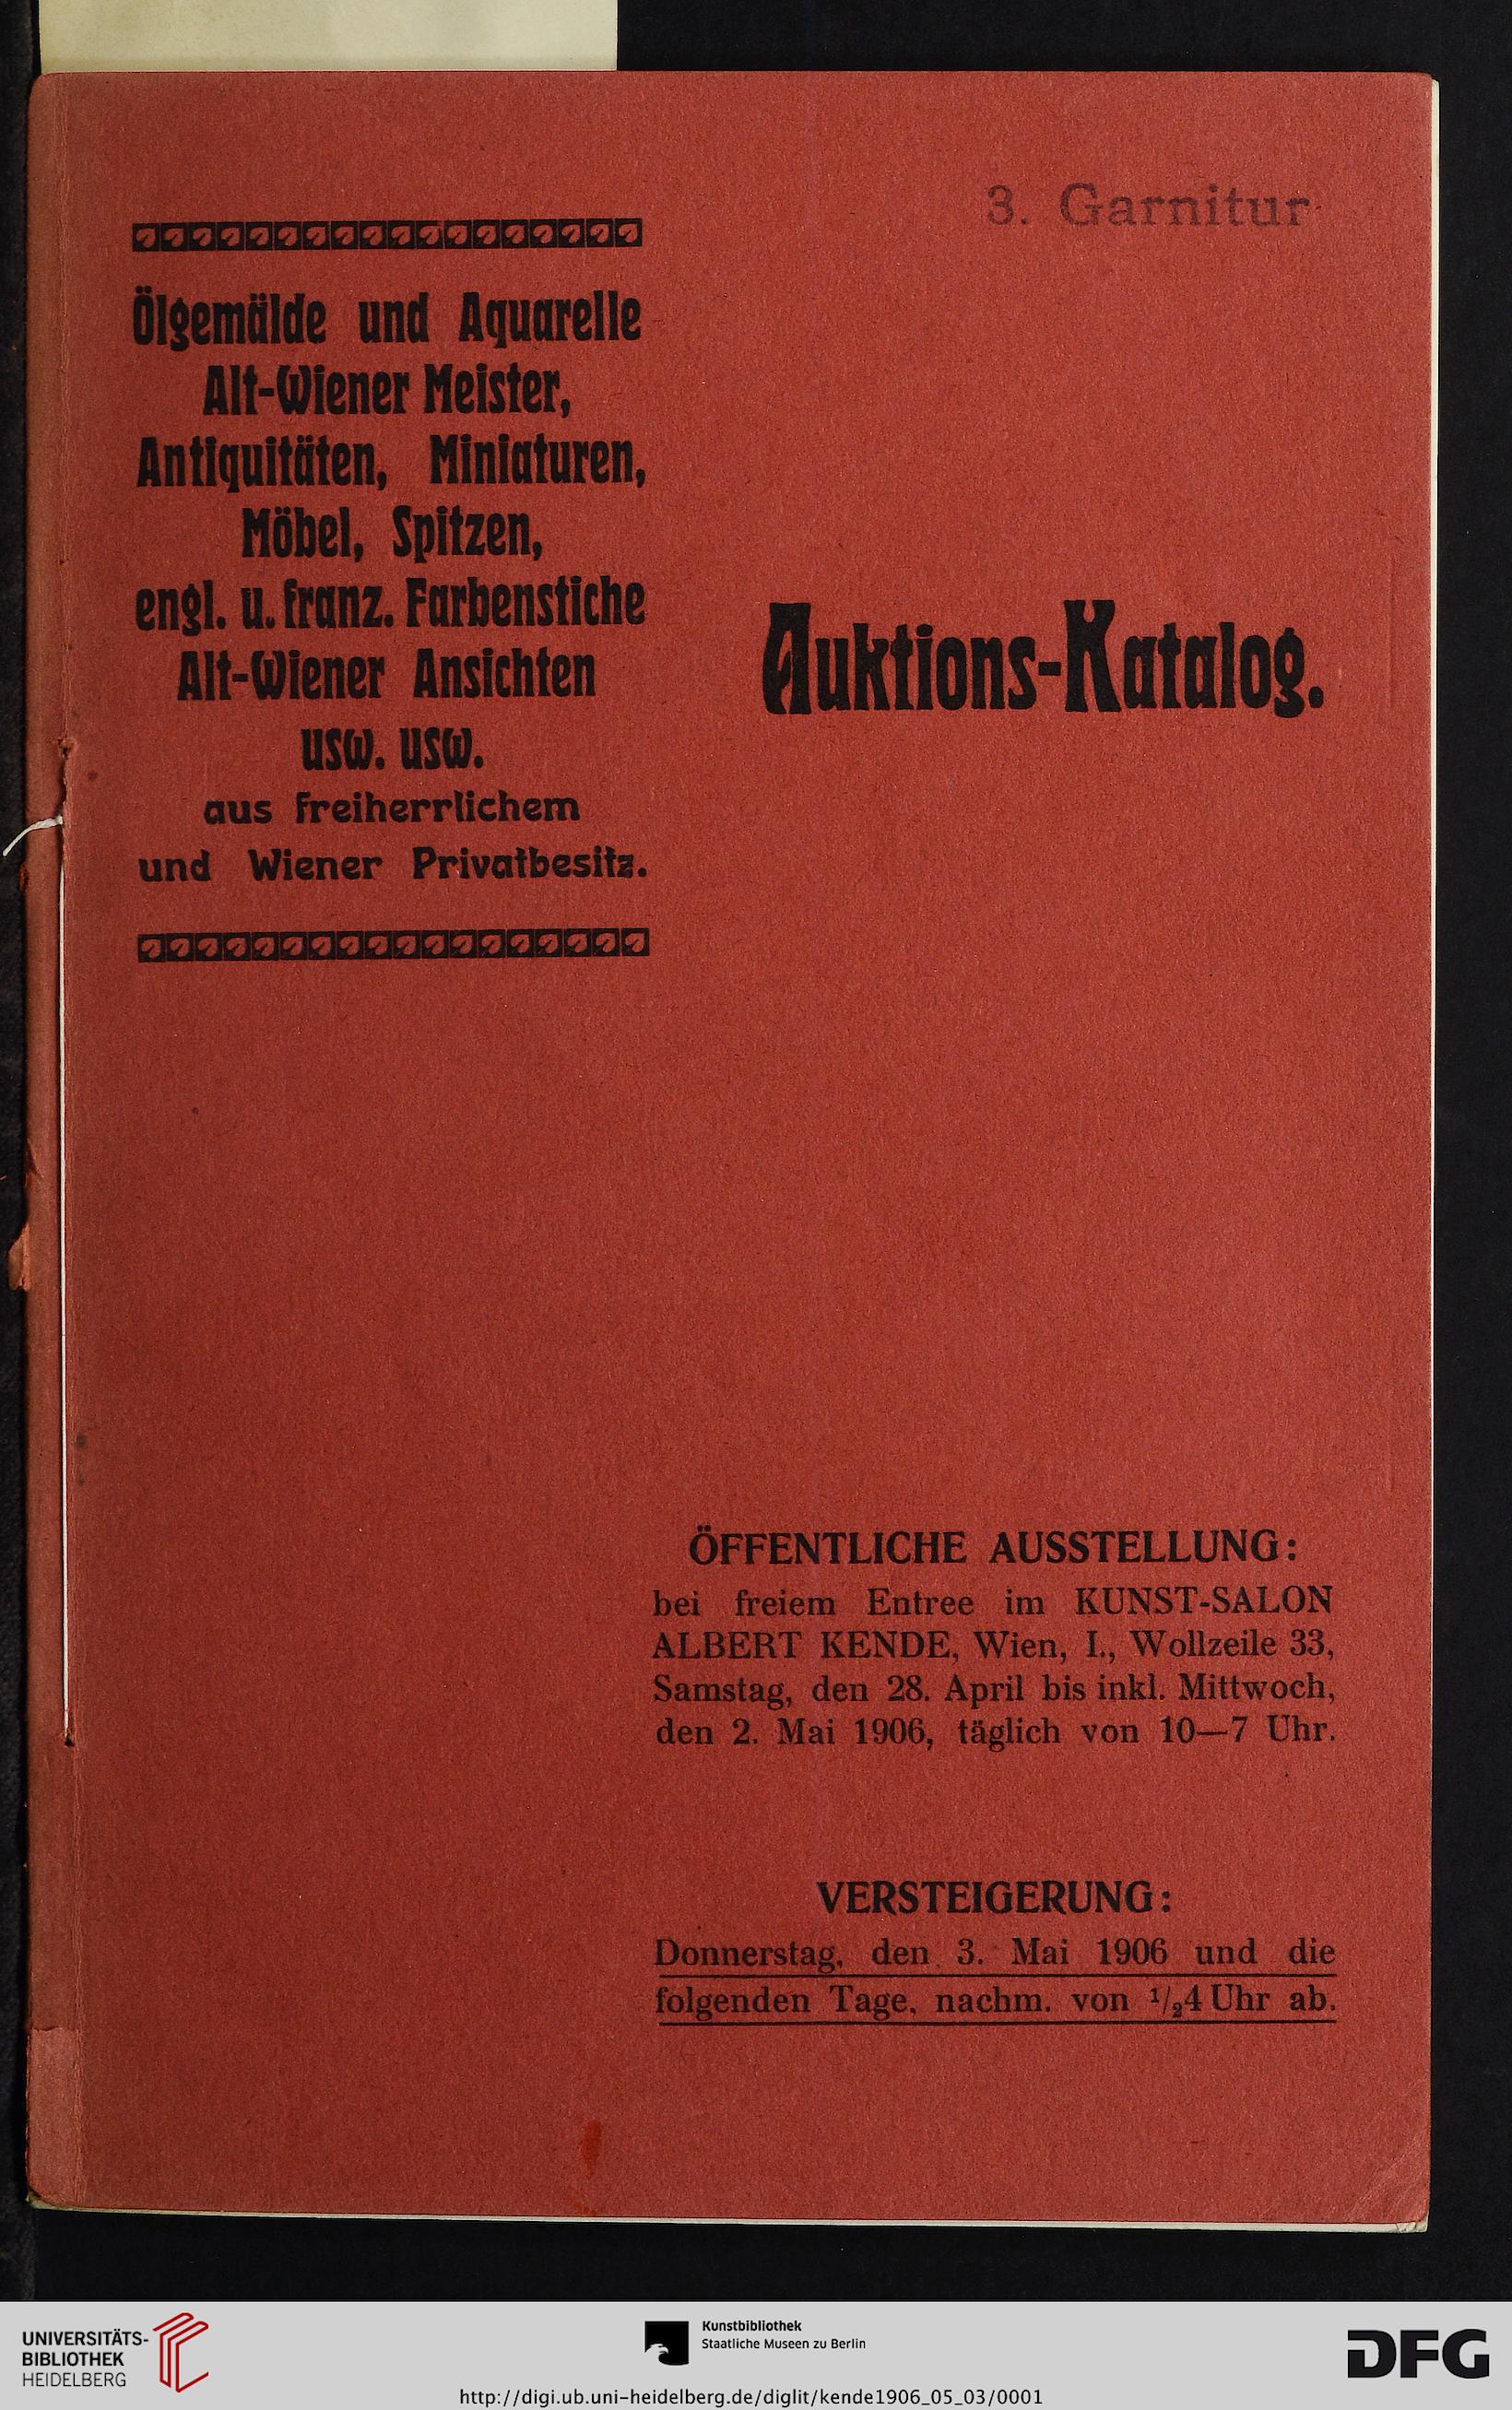 3. Garnitur
Ölgemälde und Aquarelle
Alt-Wiener Meister,
Antiquitäten, Miniaturen,
Möbel, Spitzen,
engl. u. franz. Farbenstiche
Alt-Wiener Ansichten
usw. usw.
aus freiherrlichem
und Wiener Privatbesitz.
Auktions-Katalog.
ÖFFENTLICHE AUSSTELLUNG:
bei freiem Entree im KUNST-SALON
ALBERT KENDE, Wien, I., Wollzeile 33,
Samstag, den 28. April bis inkl. Mittwoch,
den 2. Mai 1906, täglich von 10—7 Uhr.
VERSTEIGERUNG:
Donnerstag, den 3. Mai 1906 und die
folgenden Tage, nachm. von ¹/₂4 Uhr ab.
UNIVERSITÄTS-
BIBLIOTHEK
HEIDELBERG
Kunstbibliothek
Staatliche Museen zu Berlin
DFG
http://digi.ub.uni-heidelberg.de/diglit/kende1906_05_03/0001